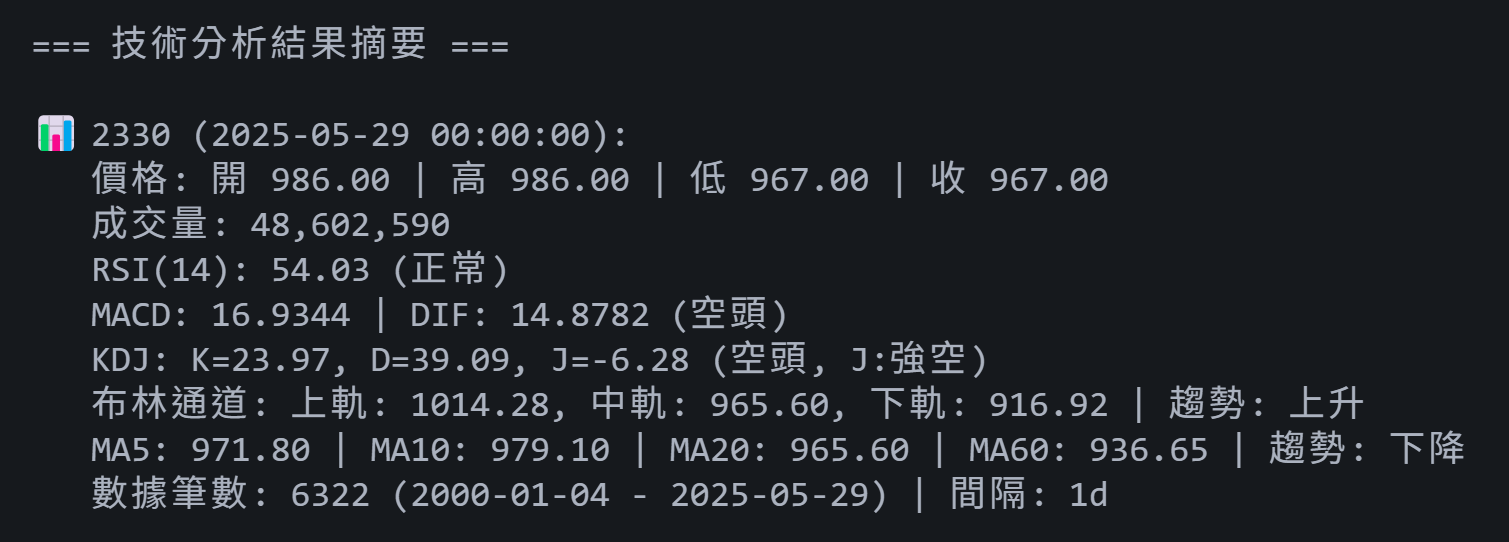 === 技術分析結果摘要 ===
📊 2330 (2025-05-29 00:00:00):
價格: 開 986.00 | 高 986.00 | 低 967.00 | 收 967.00
成交量: 48,602,590
RSI(14): 54.03 (正常)
MACD: 16.9344 | DIF: 14.8782 (空頭)
KDJ: K=23.97, D=39.09, J=-6.28 (空頭, J:強空)
布林通道: 上軌: 1014.28, 中軌: 965.60, 下軌: 916.92 | 趨勢: 上升
MA5: 971.80 | MA10: 979.10 | MA20: 965.60 | MA60: 936.65 | 趨勢: 下降
數據筆數: 6322 (2000-01-04 - 2025-05-29) | 間隔: 1d